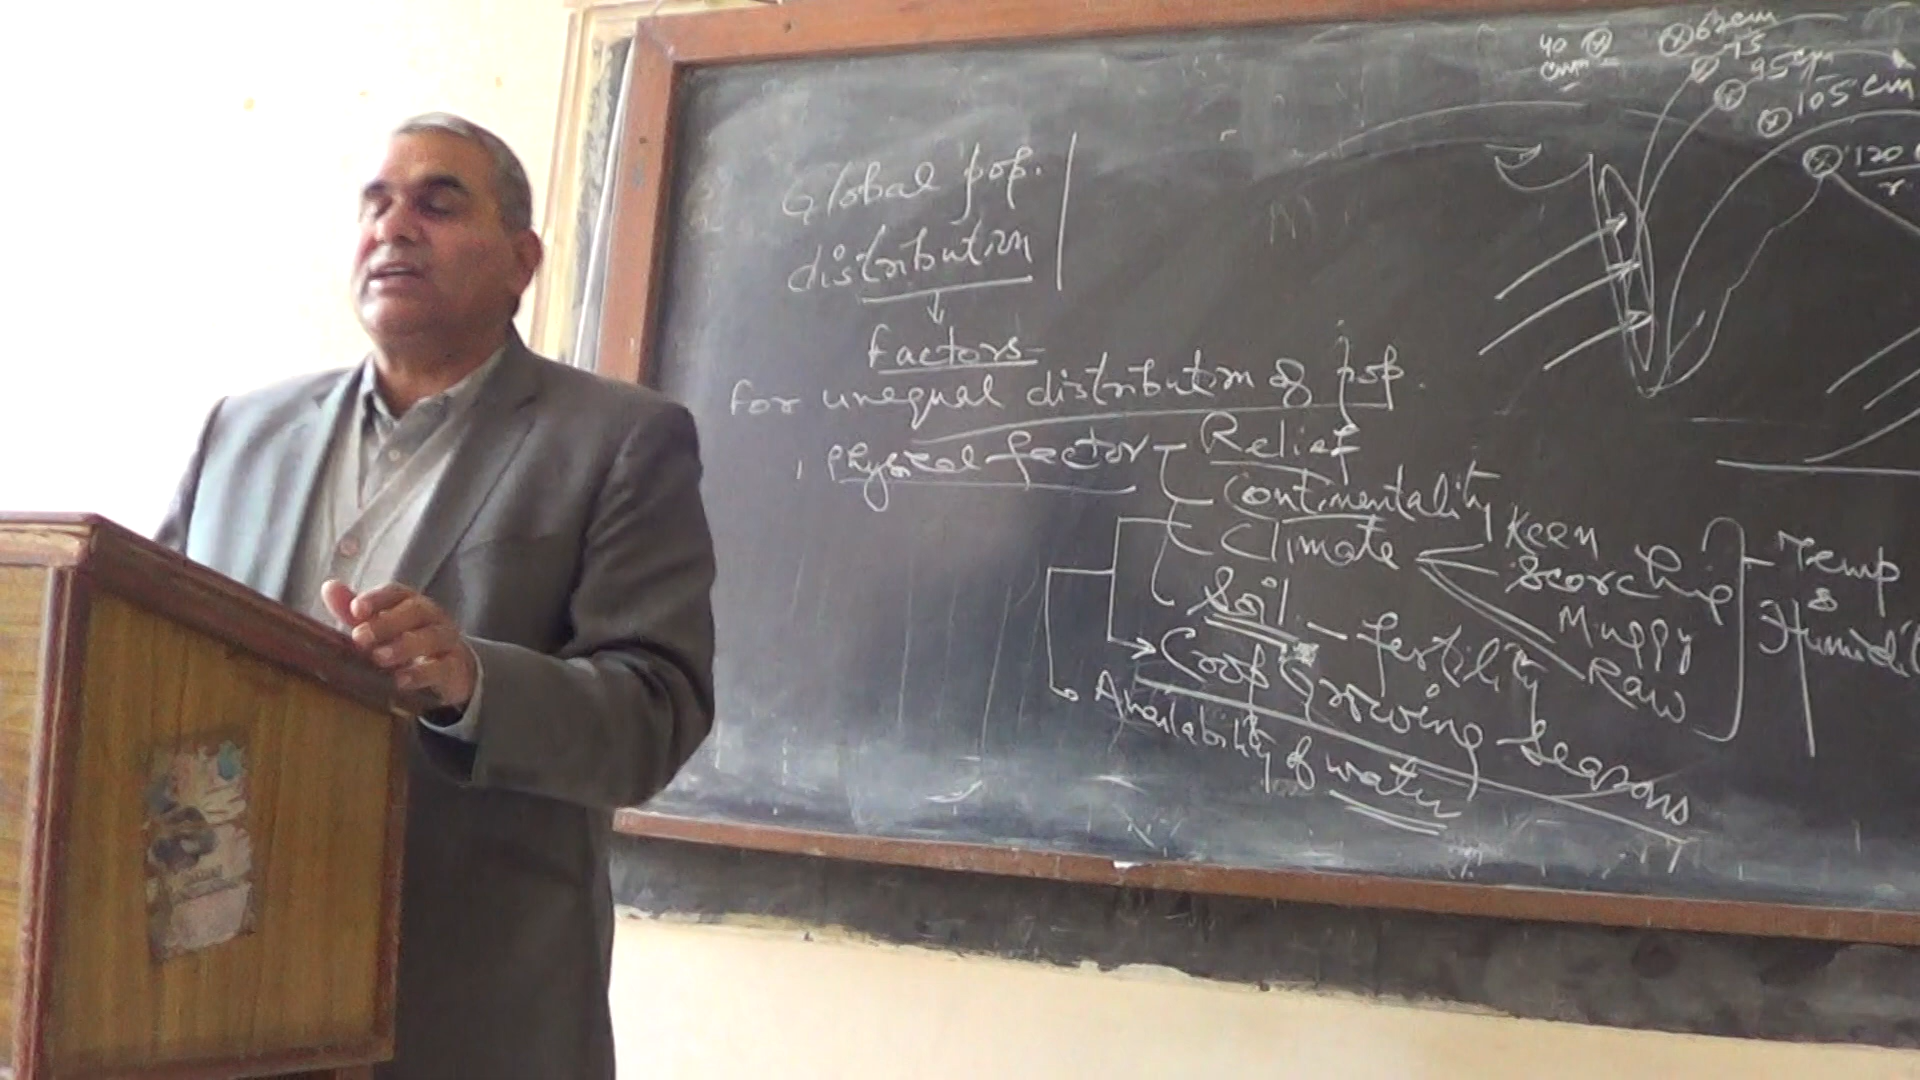 Global pop.
distribution
factors
for unequal distribution of pop.
1 Physical factor - Relief
Continentality
Climate
Keen
Scorching
Muggy
Raw
Temp
&
Soil - fertility
Crop Growing Seasons
Availability of water
40
cm
62 cm
75
95 cm
105 cm
120